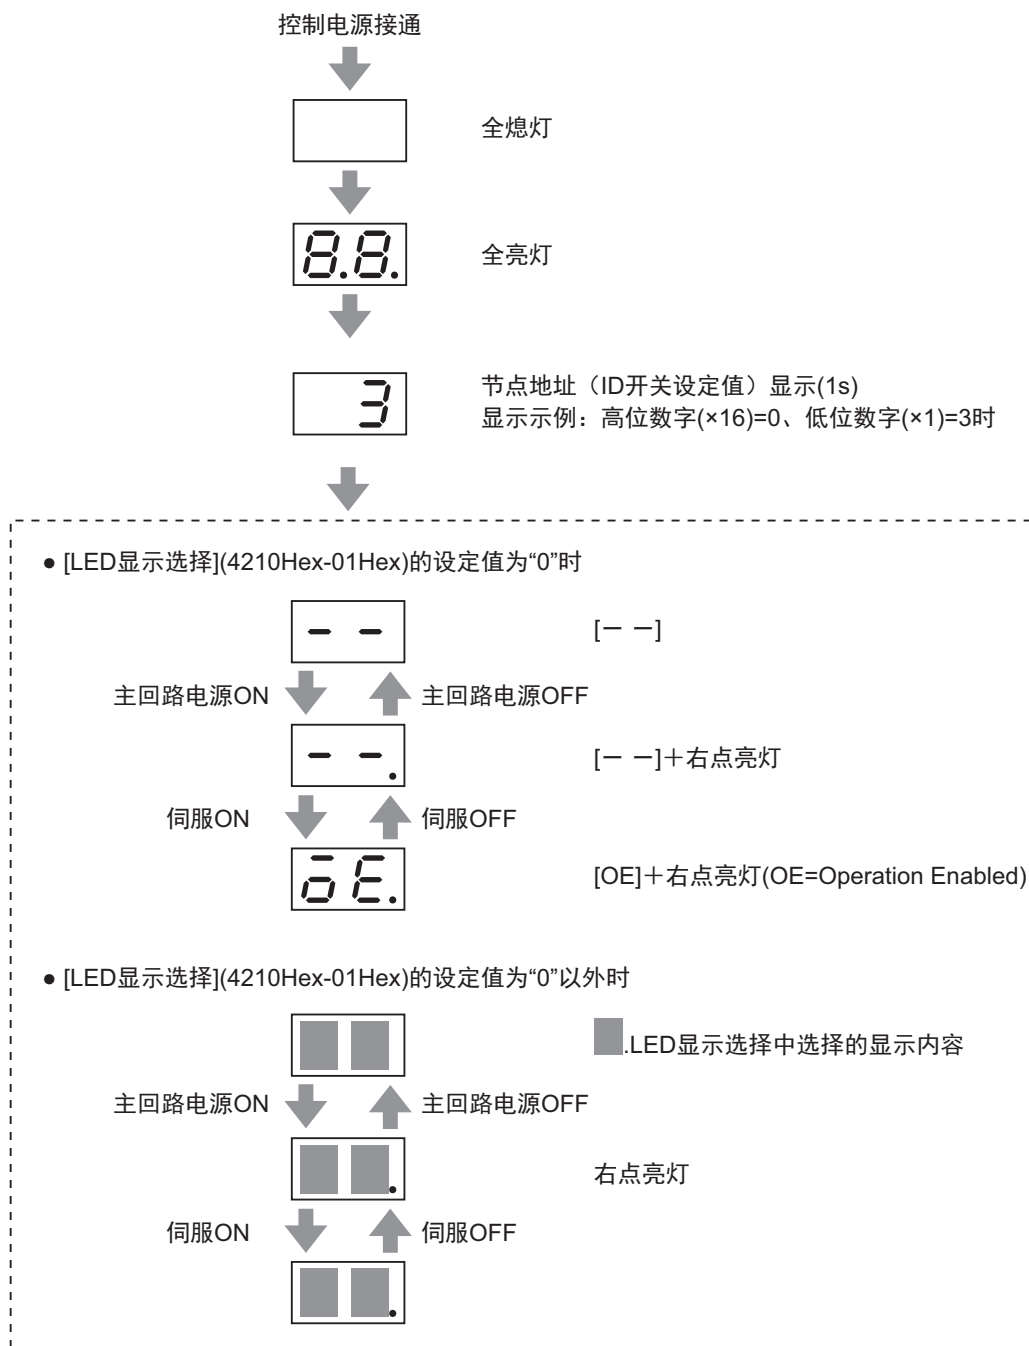 控制电源接通
全熄灯
8.8.
全亮灯
3
节点地址（ID开关设定值）显示(1s)
显示示例：高位数字(×16)=0、低位数字(×1)=3时
● [LED显示选择](4210Hex-01Hex)的设定值为“0”时
- -
[－ －]
主回路电源ON
主回路电源OFF
- -.
[－ －]＋右点亮灯
伺服ON
伺服OFF
oE.
[OE]＋右点亮灯(OE=Operation Enabled)
● [LED显示选择](4210Hex-01Hex)的设定值为“0”以外时
.LED显示选择中选择的显示内容
主回路电源ON
主回路电源OFF
右点亮灯
伺服ON
伺服OFF